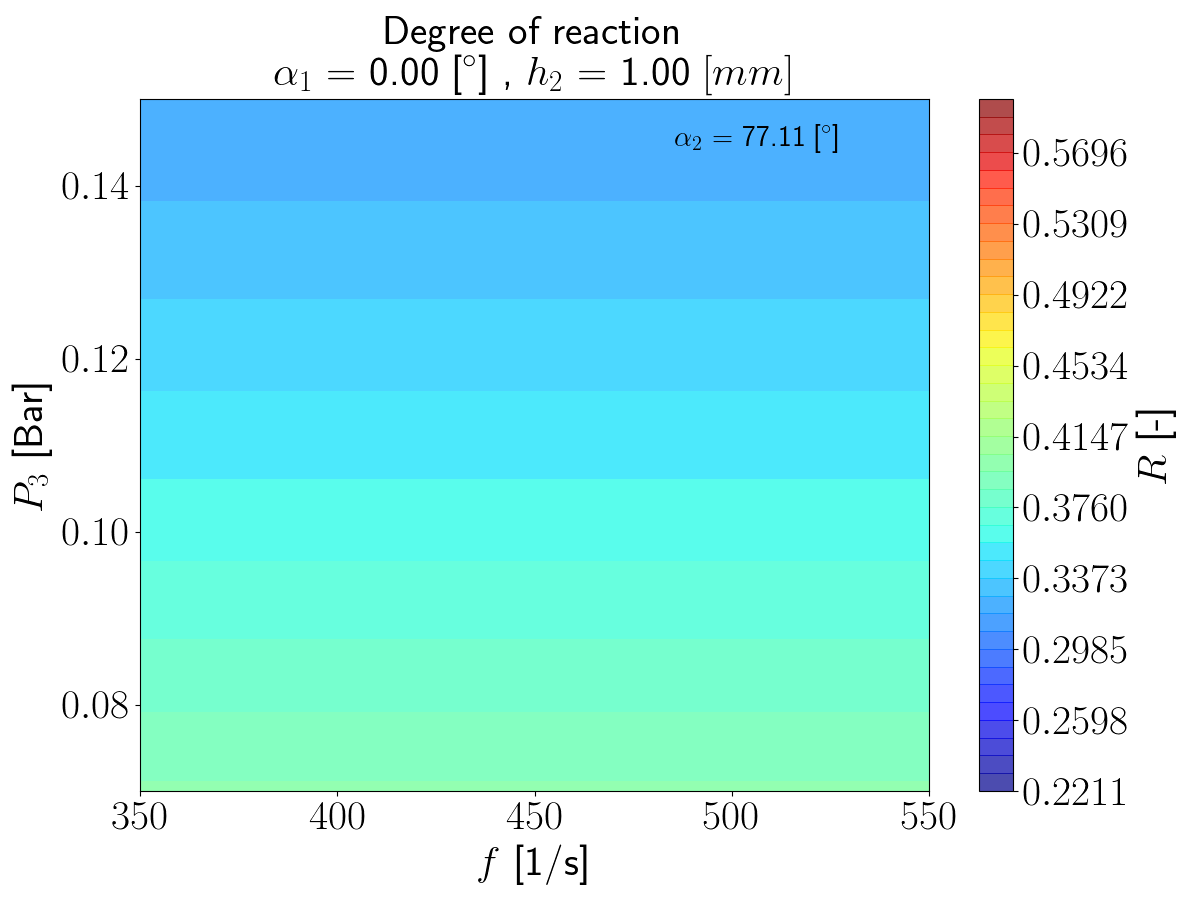 Degree of reaction
α₁ = 0.00 [°] , h₂ = 1.00 [mm]
α₂ = 77.11 [°]
0.14
0.12
0.10
0.08
P₃ [Bar]
350 400 450 500 550
f [1/s]
0.5696
0.5309
0.4922
0.4534
0.4147
0.3760
0.3373
0.2985
0.2598
0.2211
R [-]